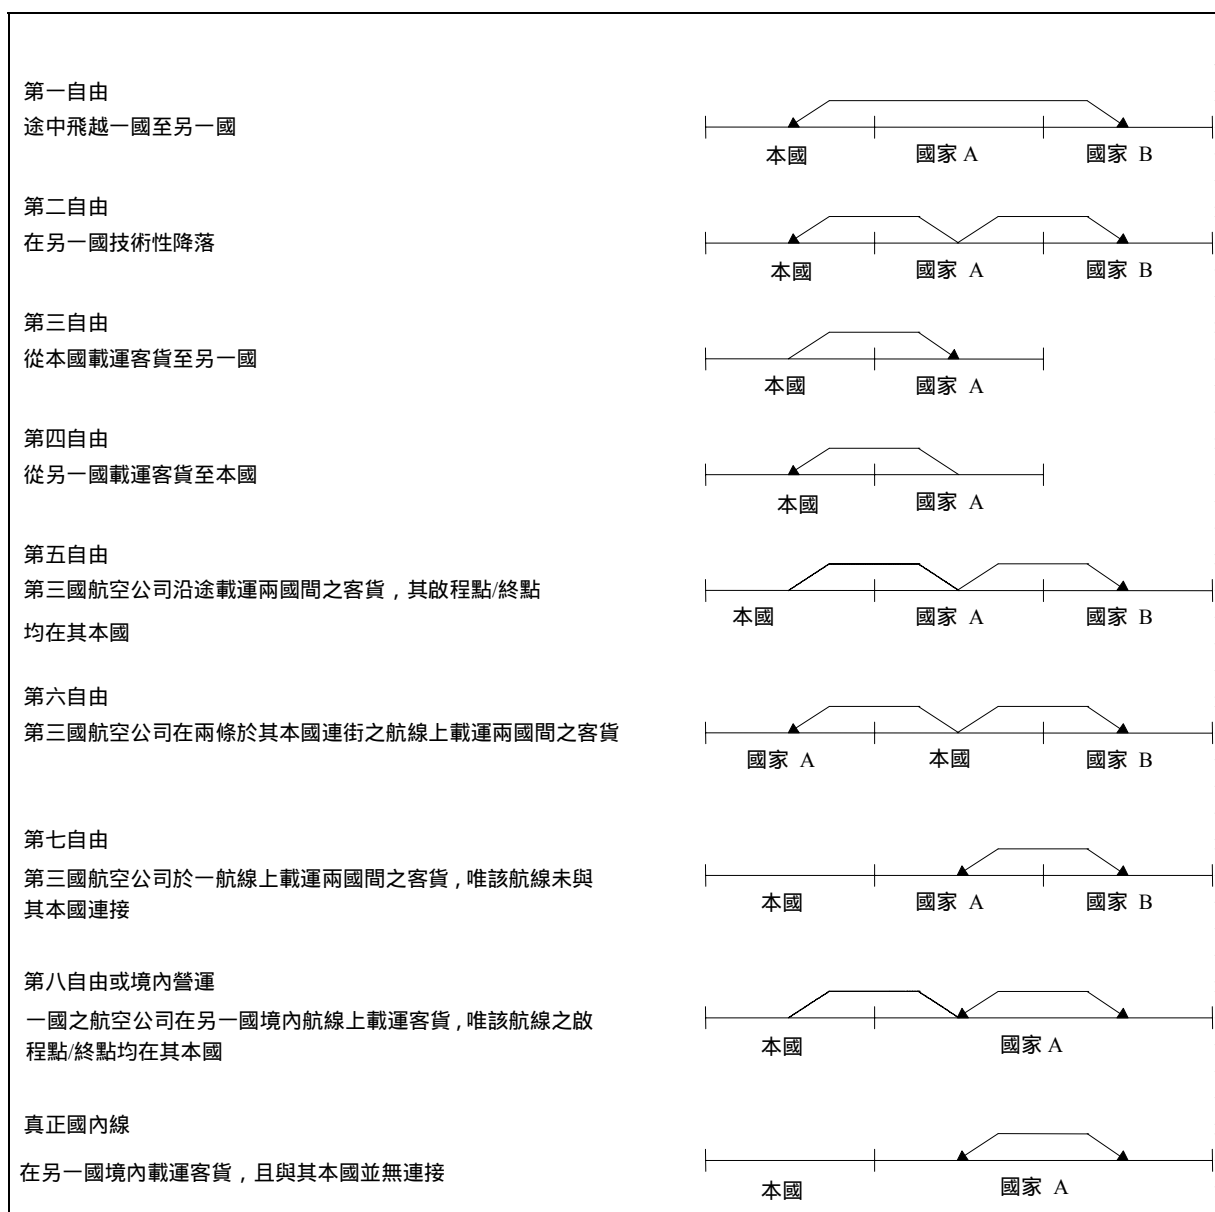 第一自由
途中飛越一國至另一國
本國 國家 A 國家 B
第二自由
在另一國技術性降落
本國 國家 A 國家 B
第三自由
從本國載運客貨至另一國
本國 國家 A
第四自由
從另一國載運客貨至本國
本國 國家 A
第五自由
第三國航空公司沿途載運兩國間之客貨，其啟程點/終點
均在其本國
本國 國家 A 國家 B
第六自由
第三國航空公司在兩條於其本國連街之航線上載運兩國間之客貨
國家 A 本國 國家 B
第七自由
第三國航空公司於一航線上載運兩國間之客貨，唯該航線未與
其本國連接
本國 國家 A 國家 B
第八自由或境內營運
一國之航空公司在另一國境內航線上載運客貨，唯該航線之啟
程點/終點均在其本國
本國 國家 A
真正國內線
在另一國境內載運客貨，且與其本國並無連接
本國 國家 A